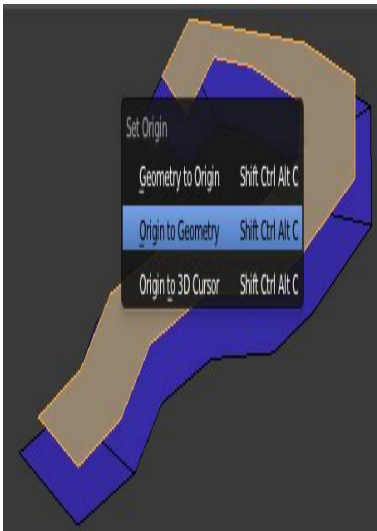 Set Origin
Geometry to Origin Shift Ctrl Alt C
Origin to Geometry Shift Ctrl Alt C
Origin to 3D Cursor Shift Ctrl Alt C